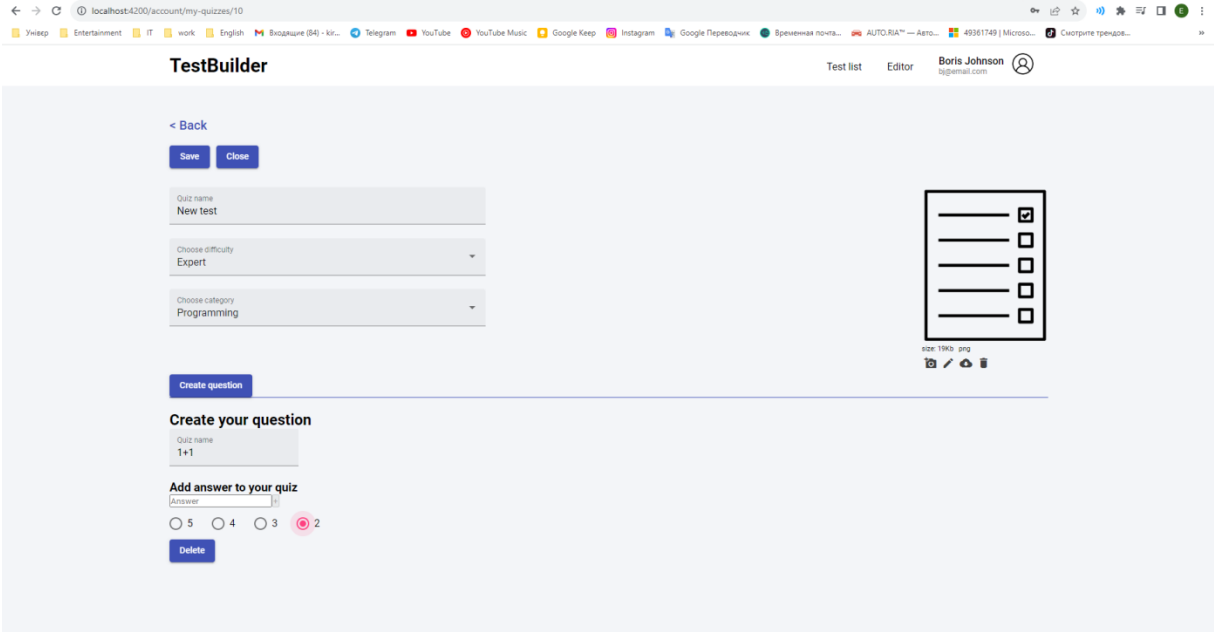 localhost:4200/account/my-quizzes/10
Універ Entertainment IT work English Входящие (84) - kir... Telegram YouTube YouTube Music Google Keep Instagram Google Переводчик Временная почта... AUTO.RIA™ — Авто... 49361749 | Microso... Смотрите трендов... »
TestBuilder
Test list Editor Boris Johnson
bj@email.com
< Back
Save Close
Quiz name
New test
Choose difficulty
Expert
Choose category
Programming
size: 19Kb png
Create question
Create your question
Quiz name
1+1
Add answer to your quiz
Answer +
5 4 3 2
Delete